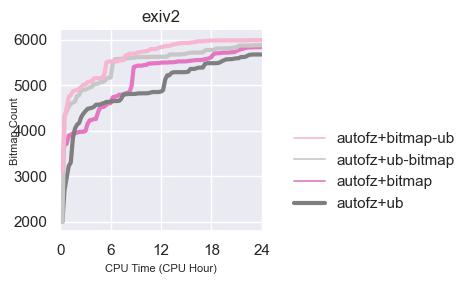 exiv2
6000
5000
4000
3000
2000
Bitmap Count
0
6
12
18
24
CPU Time (CPU Hour)
autofz+bitmap-ub
autofz+ub-bitmap
autofz+bitmap
autofz+ub